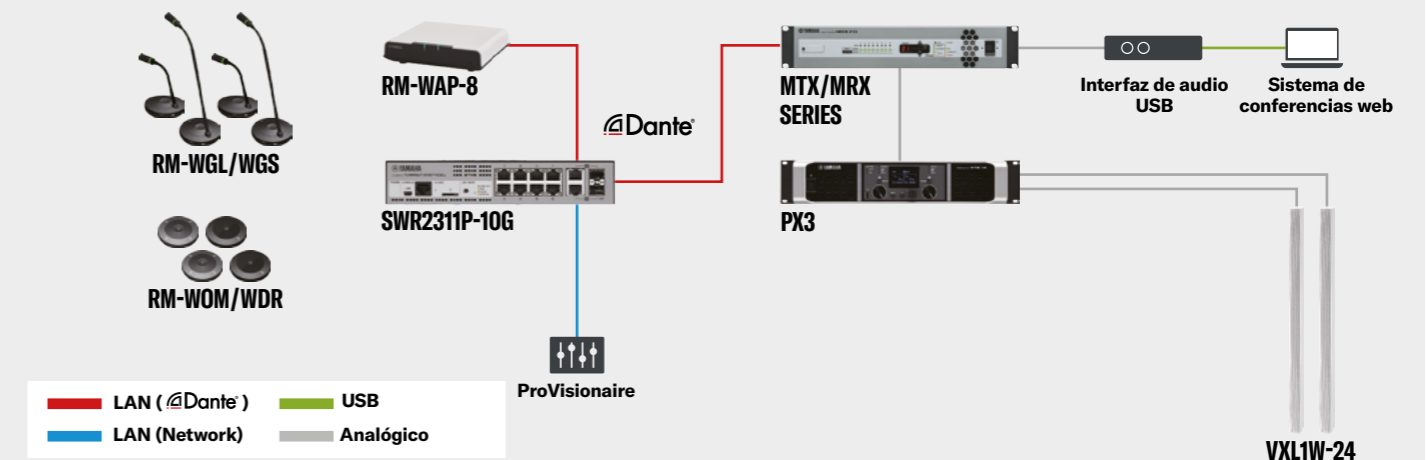 RM-WGL/WGS
RM-WOM/WDR
RM-WAP-8
Dante
SWR2311P-10G
ProVisionaire
MTX/MRX
SERIES
PX3
Interfaz de audio
USB
Sistema de
conferencias web
VXL1W-24
LAN ( Dante )
USB
LAN (Network)
Analógico